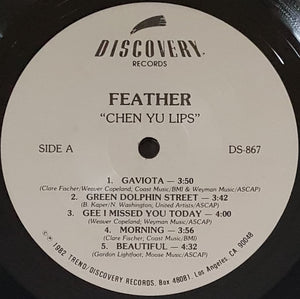 DISCOVERY.
RECORDS
FEATHER
"CHEN YU LIPS"
SIDE A
DS-867
1. GAVIOTA — 3:50
(Clare Fischer/Weaver Copeland; Coast Music/BMI & Weyman Music/ASCAP)
2. GREEN DOLPHIN STREET — 3:42
(B. Kaper/N. Washington; United Artists/ASCAP)
3. GEE I MISSED YOU TODAY — 4:00
(Weaver Copeland; Weyman Music/ASCAP)
4. MORNING — 3:56
(Clare Fischer; Coast Music/BMI)
5. BEAUTIFUL — 4:32
(Gordon Lightfoot; Moose Music/ASCAP)
1982 TREND/DISCOVERY RECORDS, Box 48081, Los Angeles, CA. 90048